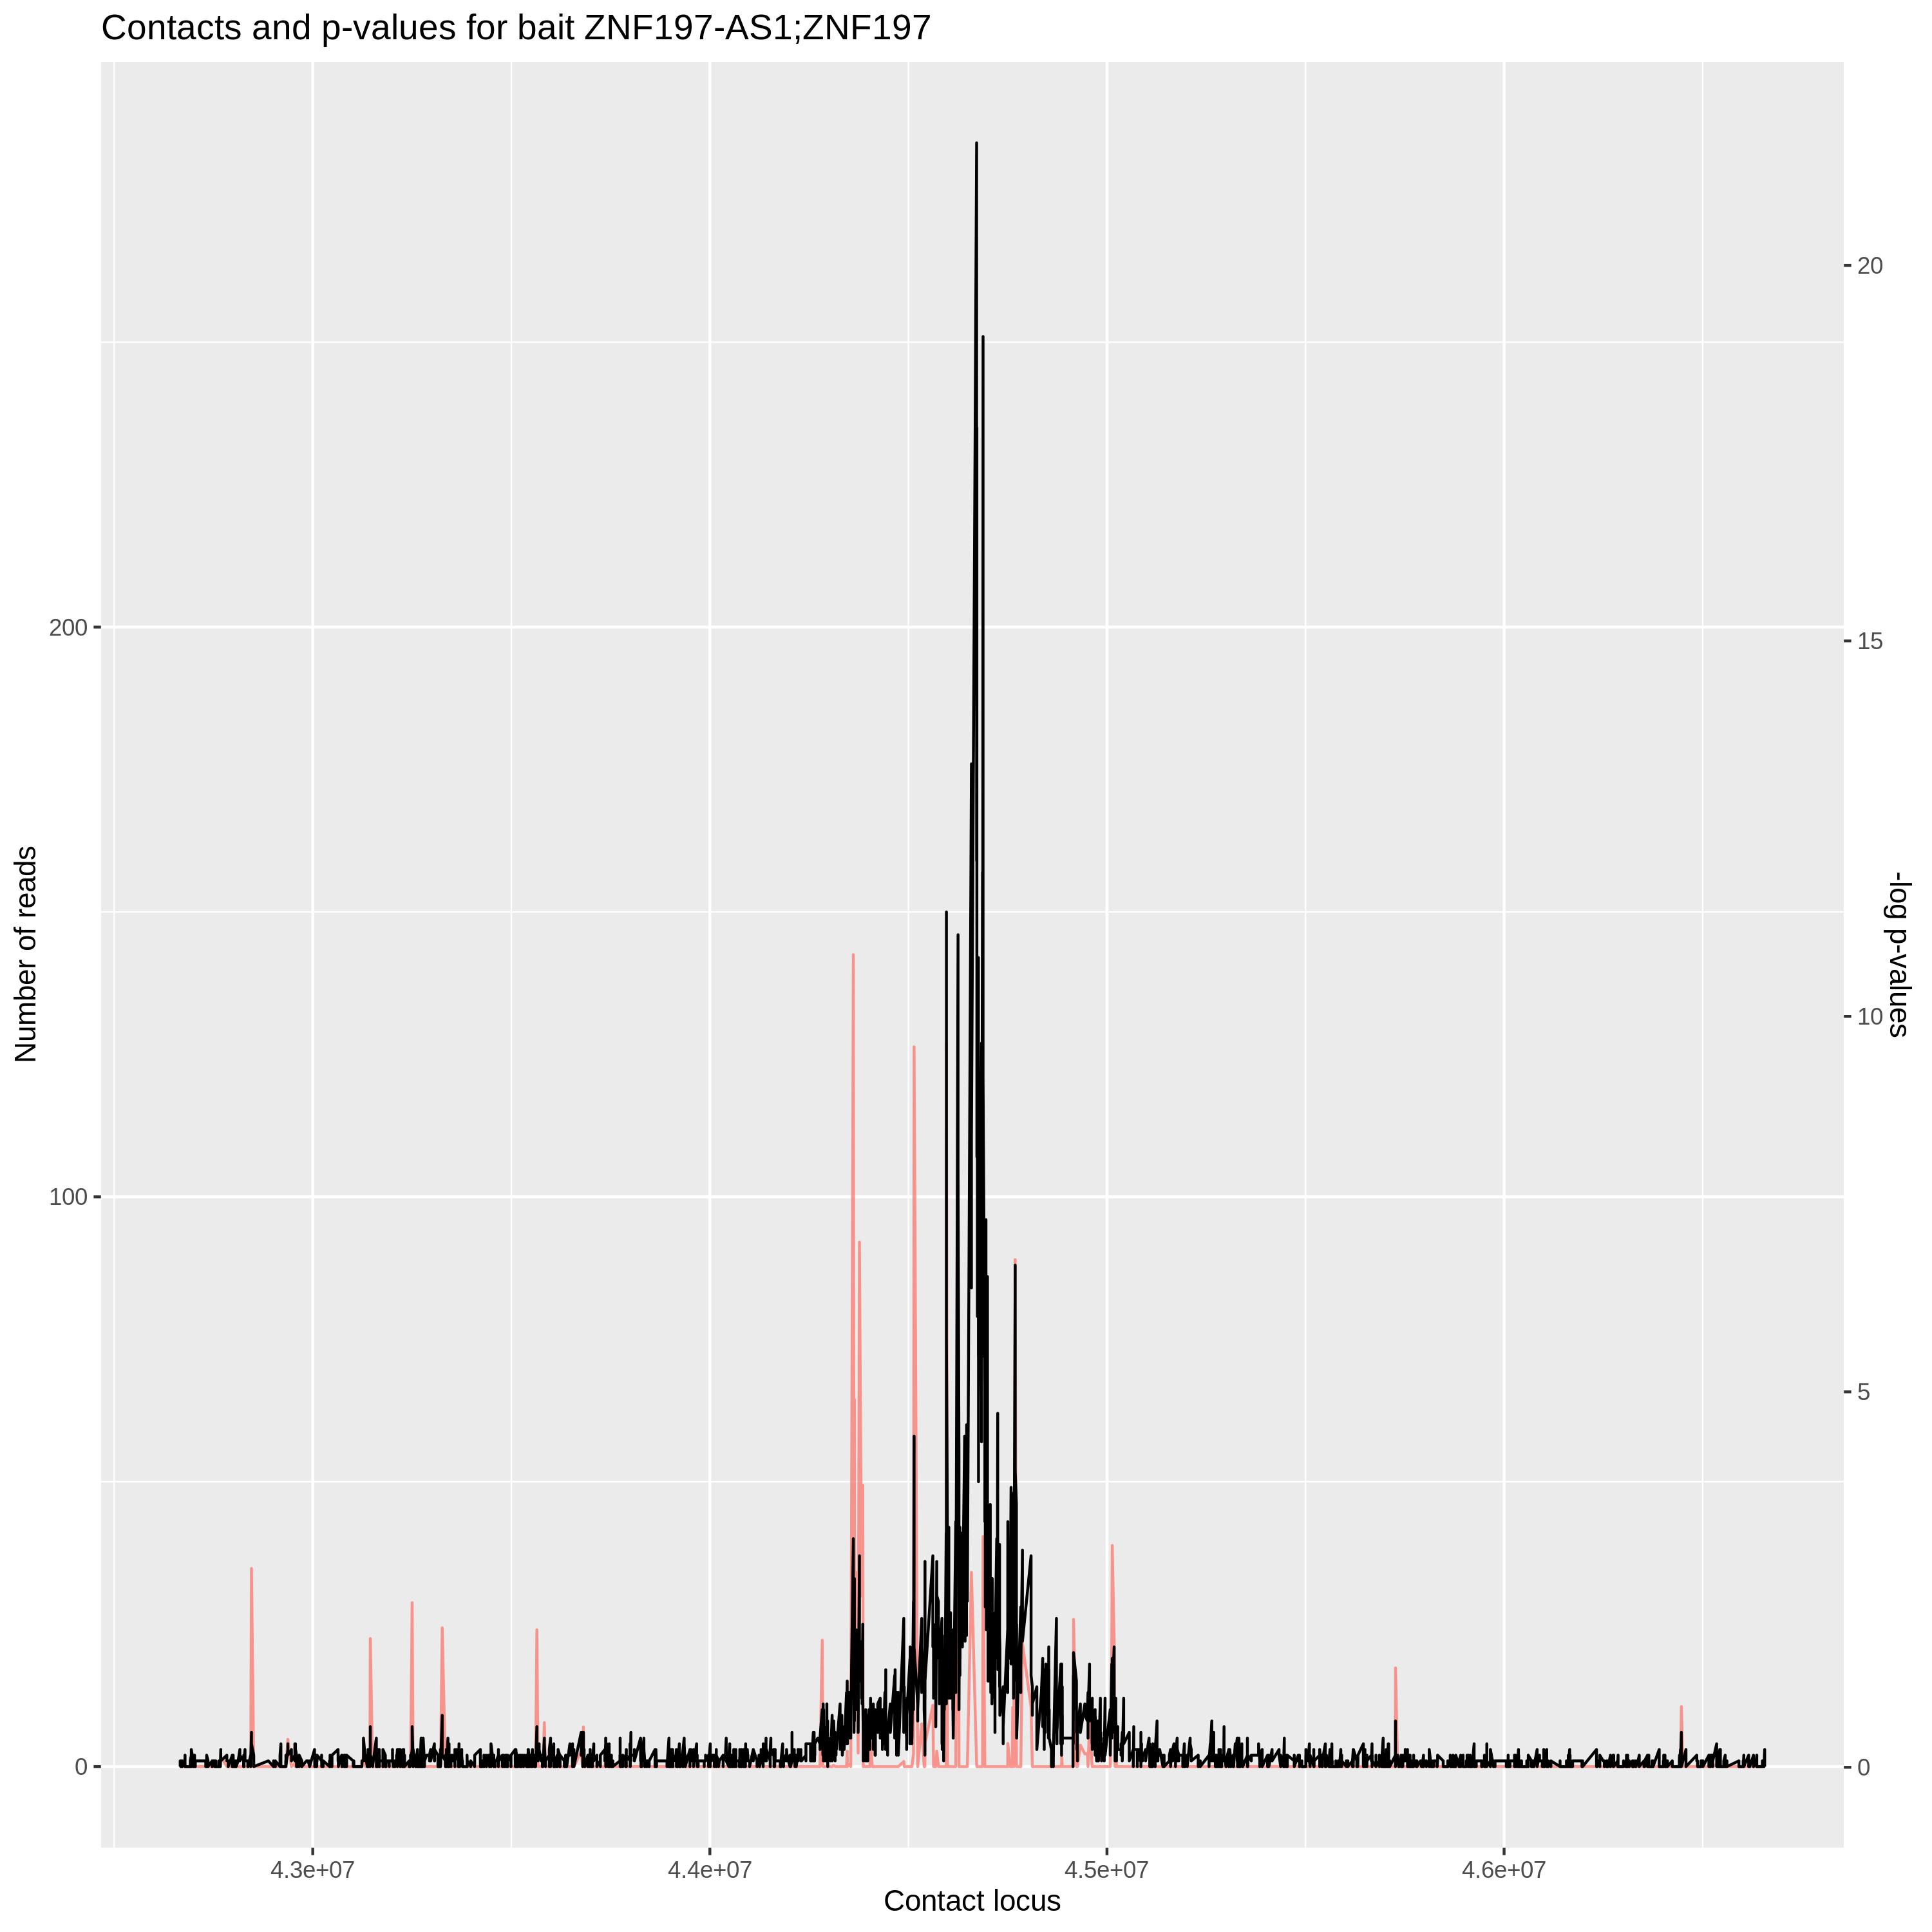 Contacts and p-values for bait ZNF197-AS1;ZNF197
Number of reads
200
100
0
20
15
10
5
0
-log p-values
4.3e+07
4.4e+07
4.5e+07
4.6e+07
Contact locus